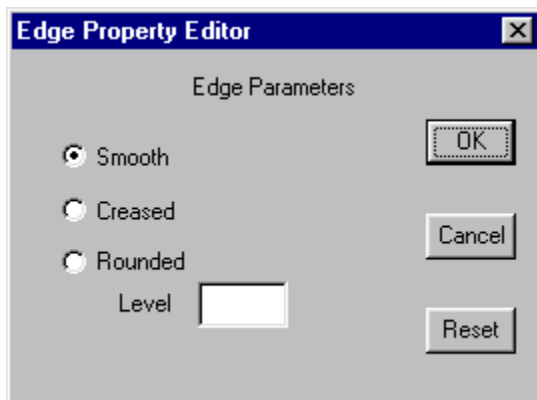 Edge Property Editor
Edge Parameters
OK
Smooth
Creased
Cancel
Rounded
Level
Reset